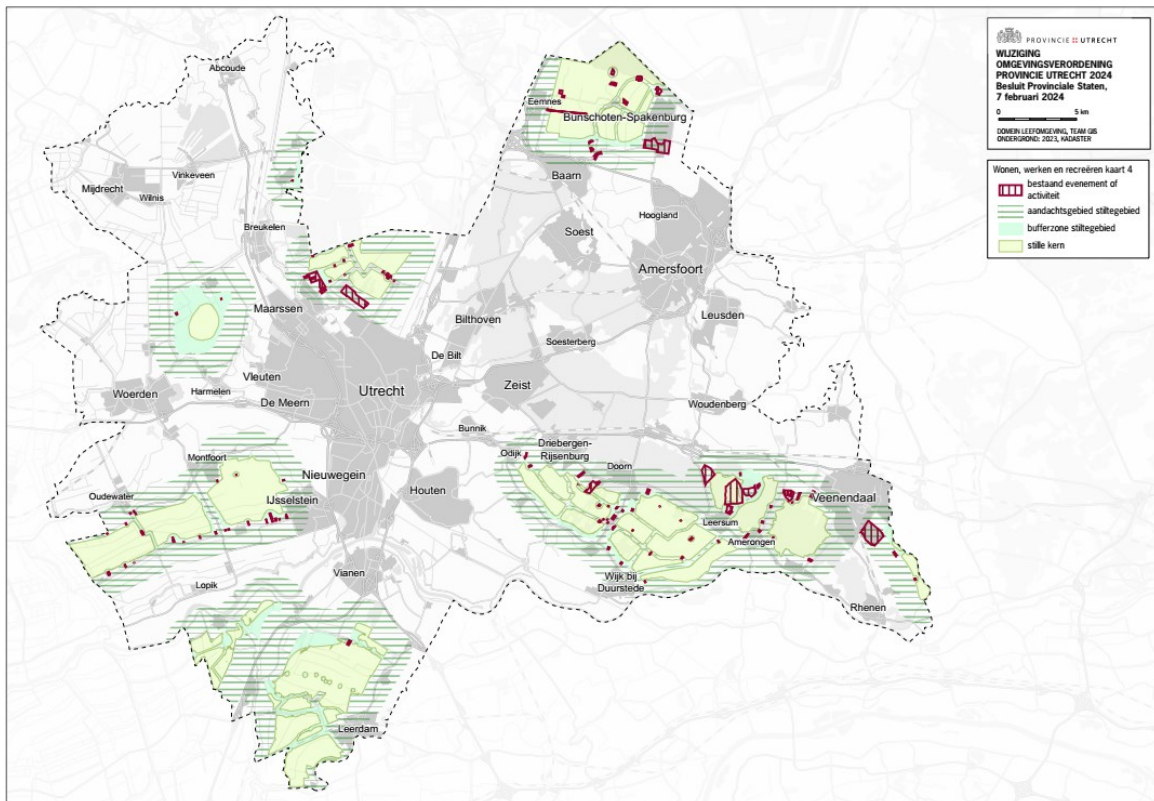 PROVINCIE UTRECHT
WIJZIGING
OMGEVINGSVERORDENING
PROVINCIE UTRECHT 2024
Besluit Provinciale Staten,
7 februari 2024
0 5 km
DOMEIN LEEFOMGEVING, TEAM GIS
ONDERGROND: 2023, KADASTER
Wonen, werken en recreëren kaart 4
bestaand evenement of
activiteit
aandachtsgebied stiltegebied
bufferzone stiltegebied
stille kern
Abcoude
Eemnes
Bunschoten-Spakenburg
Vinkeveen
Mijdrecht
Wilnis
Baarn
Hoogland
Breukelen
Soest
Amersfoort
Maarssen
Bilthoven
Leusden
Soesterberg
De Bilt
Vleuten
Utrecht
Zeist
Woerden
Harmelen
De Meern
Woudenberg
Bunnik
Driebergen-
Rijsenburg
Odijk
Montfoort
Doorn
Nieuwegein
Houten
Oudewater
IJsselstein
Veenendaal
Leersum
Amerongen
Vianen
Wijk bij
Duurstede
Lopik
Rhenen
Leerdam